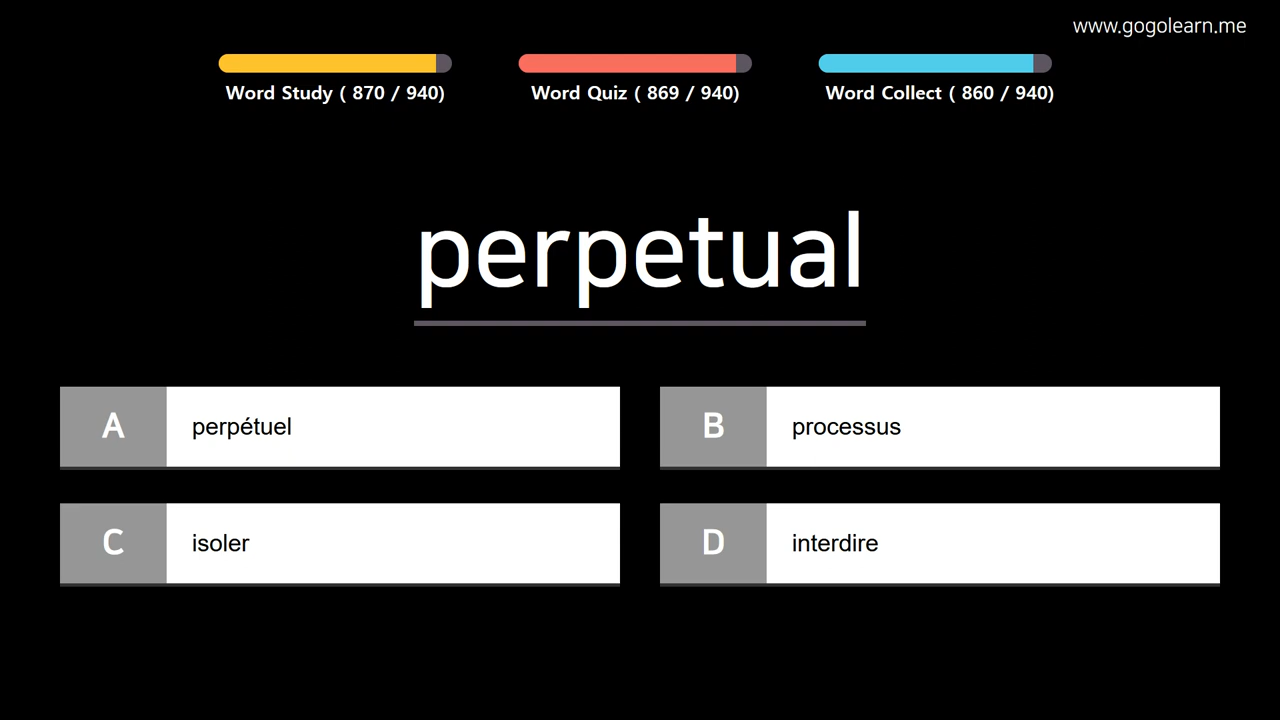 www.gogolearn.me
Word Study ( 870 / 940)
Word Quiz ( 869 / 940)
Word Collect ( 860 / 940)
perpetual
A perpétuel
B processus
C isoler
D interdire